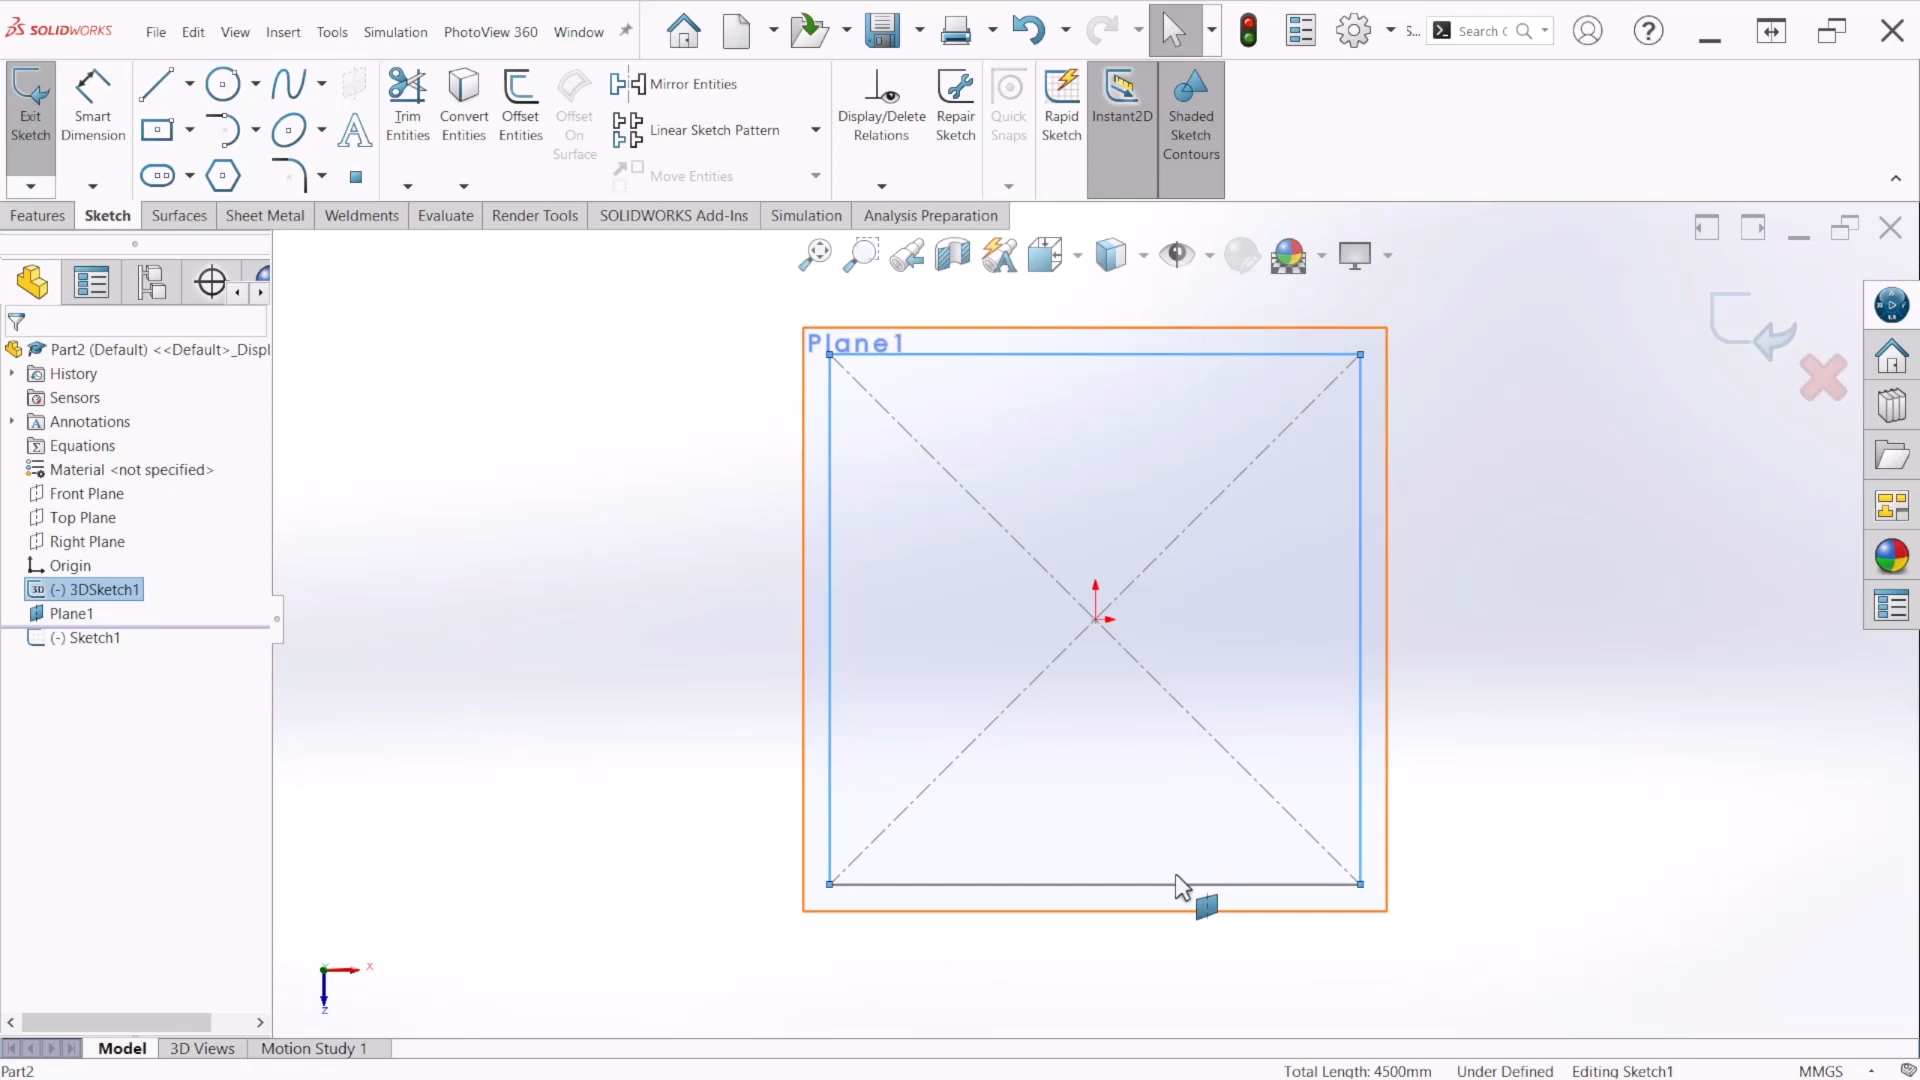 SOLIDWORKS
File Edit View Insert Tools Simulation PhotoView 360 Window
S...
Search
Exit Sketch
Smart Dimension
Trim Entities
Convert Entities
Offset Entities
Offset On Surface
Mirror Entities
Linear Sketch Pattern
Move Entities
Display/Delete Relations
Repair Sketch
Quick Snaps
Rapid Sketch
Instant2D
Shaded Sketch Contours
Features Sketch Surfaces Sheet Metal Weldments Evaluate Render Tools SOLIDWORKS Add-Ins Simulation Analysis Preparation
Part2 (Default) <<Default>_Displ
History
Sensors
Annotations
Equations
Material <not specified>
Front Plane
Top Plane
Right Plane
Origin
3D (-) 3DSketch1
Plane1
(-) Sketch1
Plane1
x
z
Model 3D Views Motion Study 1
Part2 Total Length: 4500mm Under Defined Editing Sketch1 MMGS